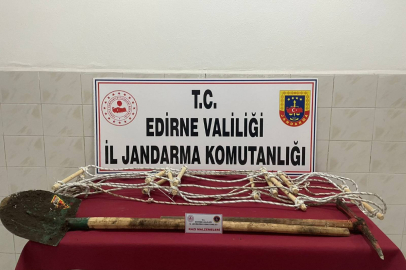 T.C.
EDİRNE VALİLİĞİ
İL JANDARMA KOMUTANLIĞI